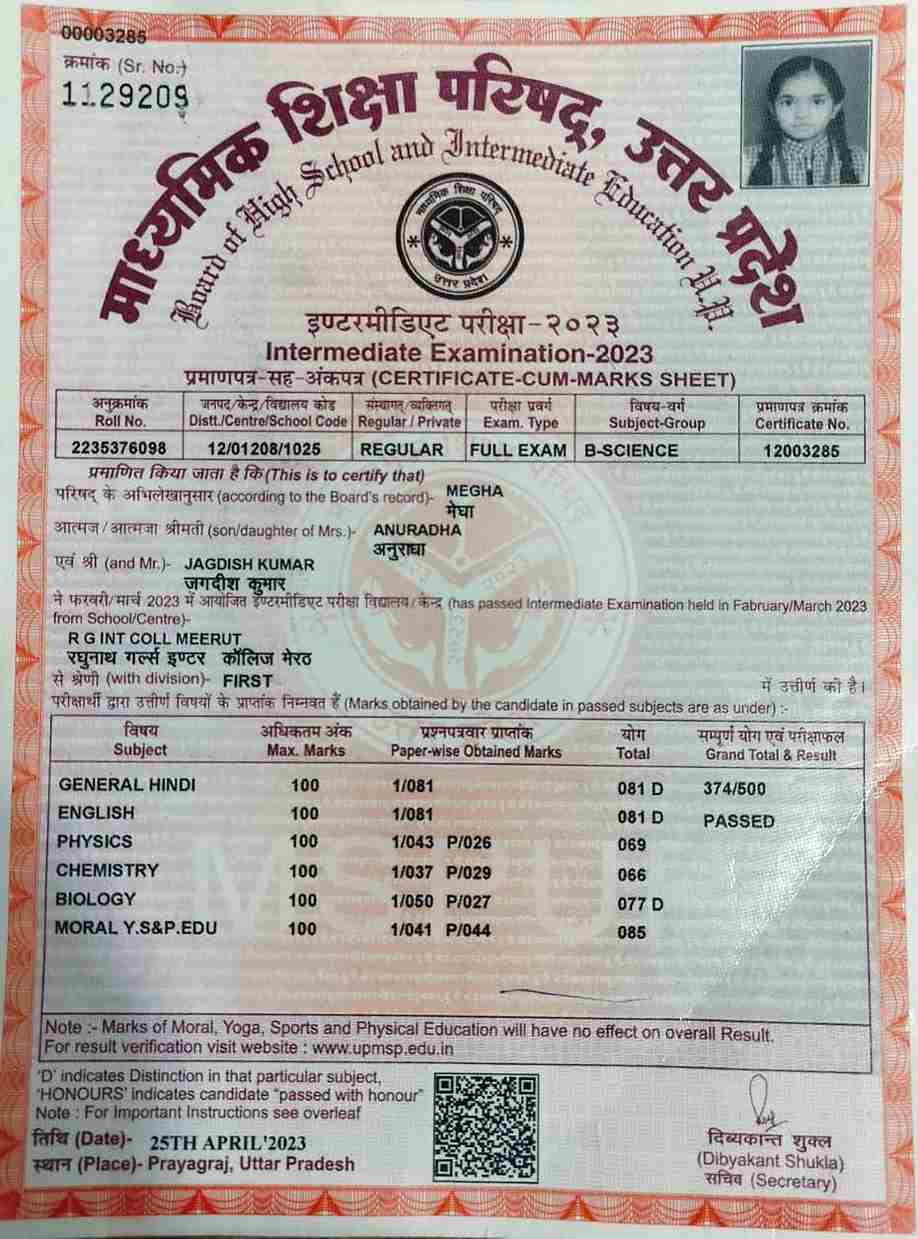 00003285
क्रमांक (Sr. No.)
1129209
माध्यमिक शिक्षा परिषद्, उत्तर प्रदेश
Board of High School and Intermediate Education U.P.
माध्यमिक शिक्षा परिषद्
उत्तर प्रदेश
इण्टरमीडिएट परीक्षा-२०२३
Intermediate Examination-2023
प्रमाणपत्र-सह-अंकपत्र (CERTIFICATE-CUM-MARKS SHEET)
अनुक्रमांक जनपद/केन्द्र/विद्यालय कोड संस्थागत/व्यक्तिगत परीक्षा प्रवर्ग विषय-वर्ग प्रमाणपत्र क्रमांक
Roll No. Distt./Centre/School Code Regular / Private Exam. Type Subject-Group Certificate No.
2235376098 12/01208/1025 REGULAR FULL EXAM B-SCIENCE 12003285
प्रमाणित किया जाता है कि (This is to certify that)
परिषद् के अभिलेखानुसार (according to the Board's record)- MEGHA
मेघा
आत्मज/आत्मजा श्रीमती (son/daughter of Mrs.)- ANURADHA
अनुराधा
एवं श्री (and Mr.)- JAGDISH KUMAR
जगदीश कुमार
ने फरवरी/मार्च 2023 में आयोजित इण्टरमीडिएट परीक्षा विद्यालय/केन्द्र (has passed Intermediate Examination held in Fabruary/March 2023
from School/Centre)-
R G INT COLL MEERUT
रघुनाथ गर्ल्स इण्टर कॉलिज मेरठ
से श्रेणी (with division)- FIRST में उत्तीर्ण की है।
परीक्षार्थी द्वारा उत्तीर्ण विषयों के प्राप्तांक निम्नवत हैं (Marks obtained by the candidate in passed subjects are as under) :-
विषय अधिकतम अंक प्रश्नपत्रवार प्राप्तांक योग सम्पूर्ण योग एवं परीक्षाफल
Subject Max. Marks Paper-wise Obtained Marks Total Grand Total & Result
GENERAL HINDI 100 1/081 081 D 374/500
ENGLISH 100 1/081 081 D PASSED
PHYSICS 100 1/043 P/026 069
CHEMISTRY 100 1/037 P/029 066
BIOLOGY 100 1/050 P/027 077 D
MORAL Y.S&P.EDU 100 1/041 P/044 085
Note :- Marks of Moral, Yoga, Sports and Physical Education will have no effect on overall Result.
For result verification visit website : www.upmsp.edu.in
'D' indicates Distinction in that particular subject,
'HONOURS' indicates candidate "passed with honour"
Note : For Important Instructions see overleaf
तिथि (Date)- 25TH APRIL'2023
स्थान (Place)- Prayagraj, Uttar Pradesh
दिब्यकान्त शुक्ल
(Dibyakant Shukla)
सचिव (Secretary)